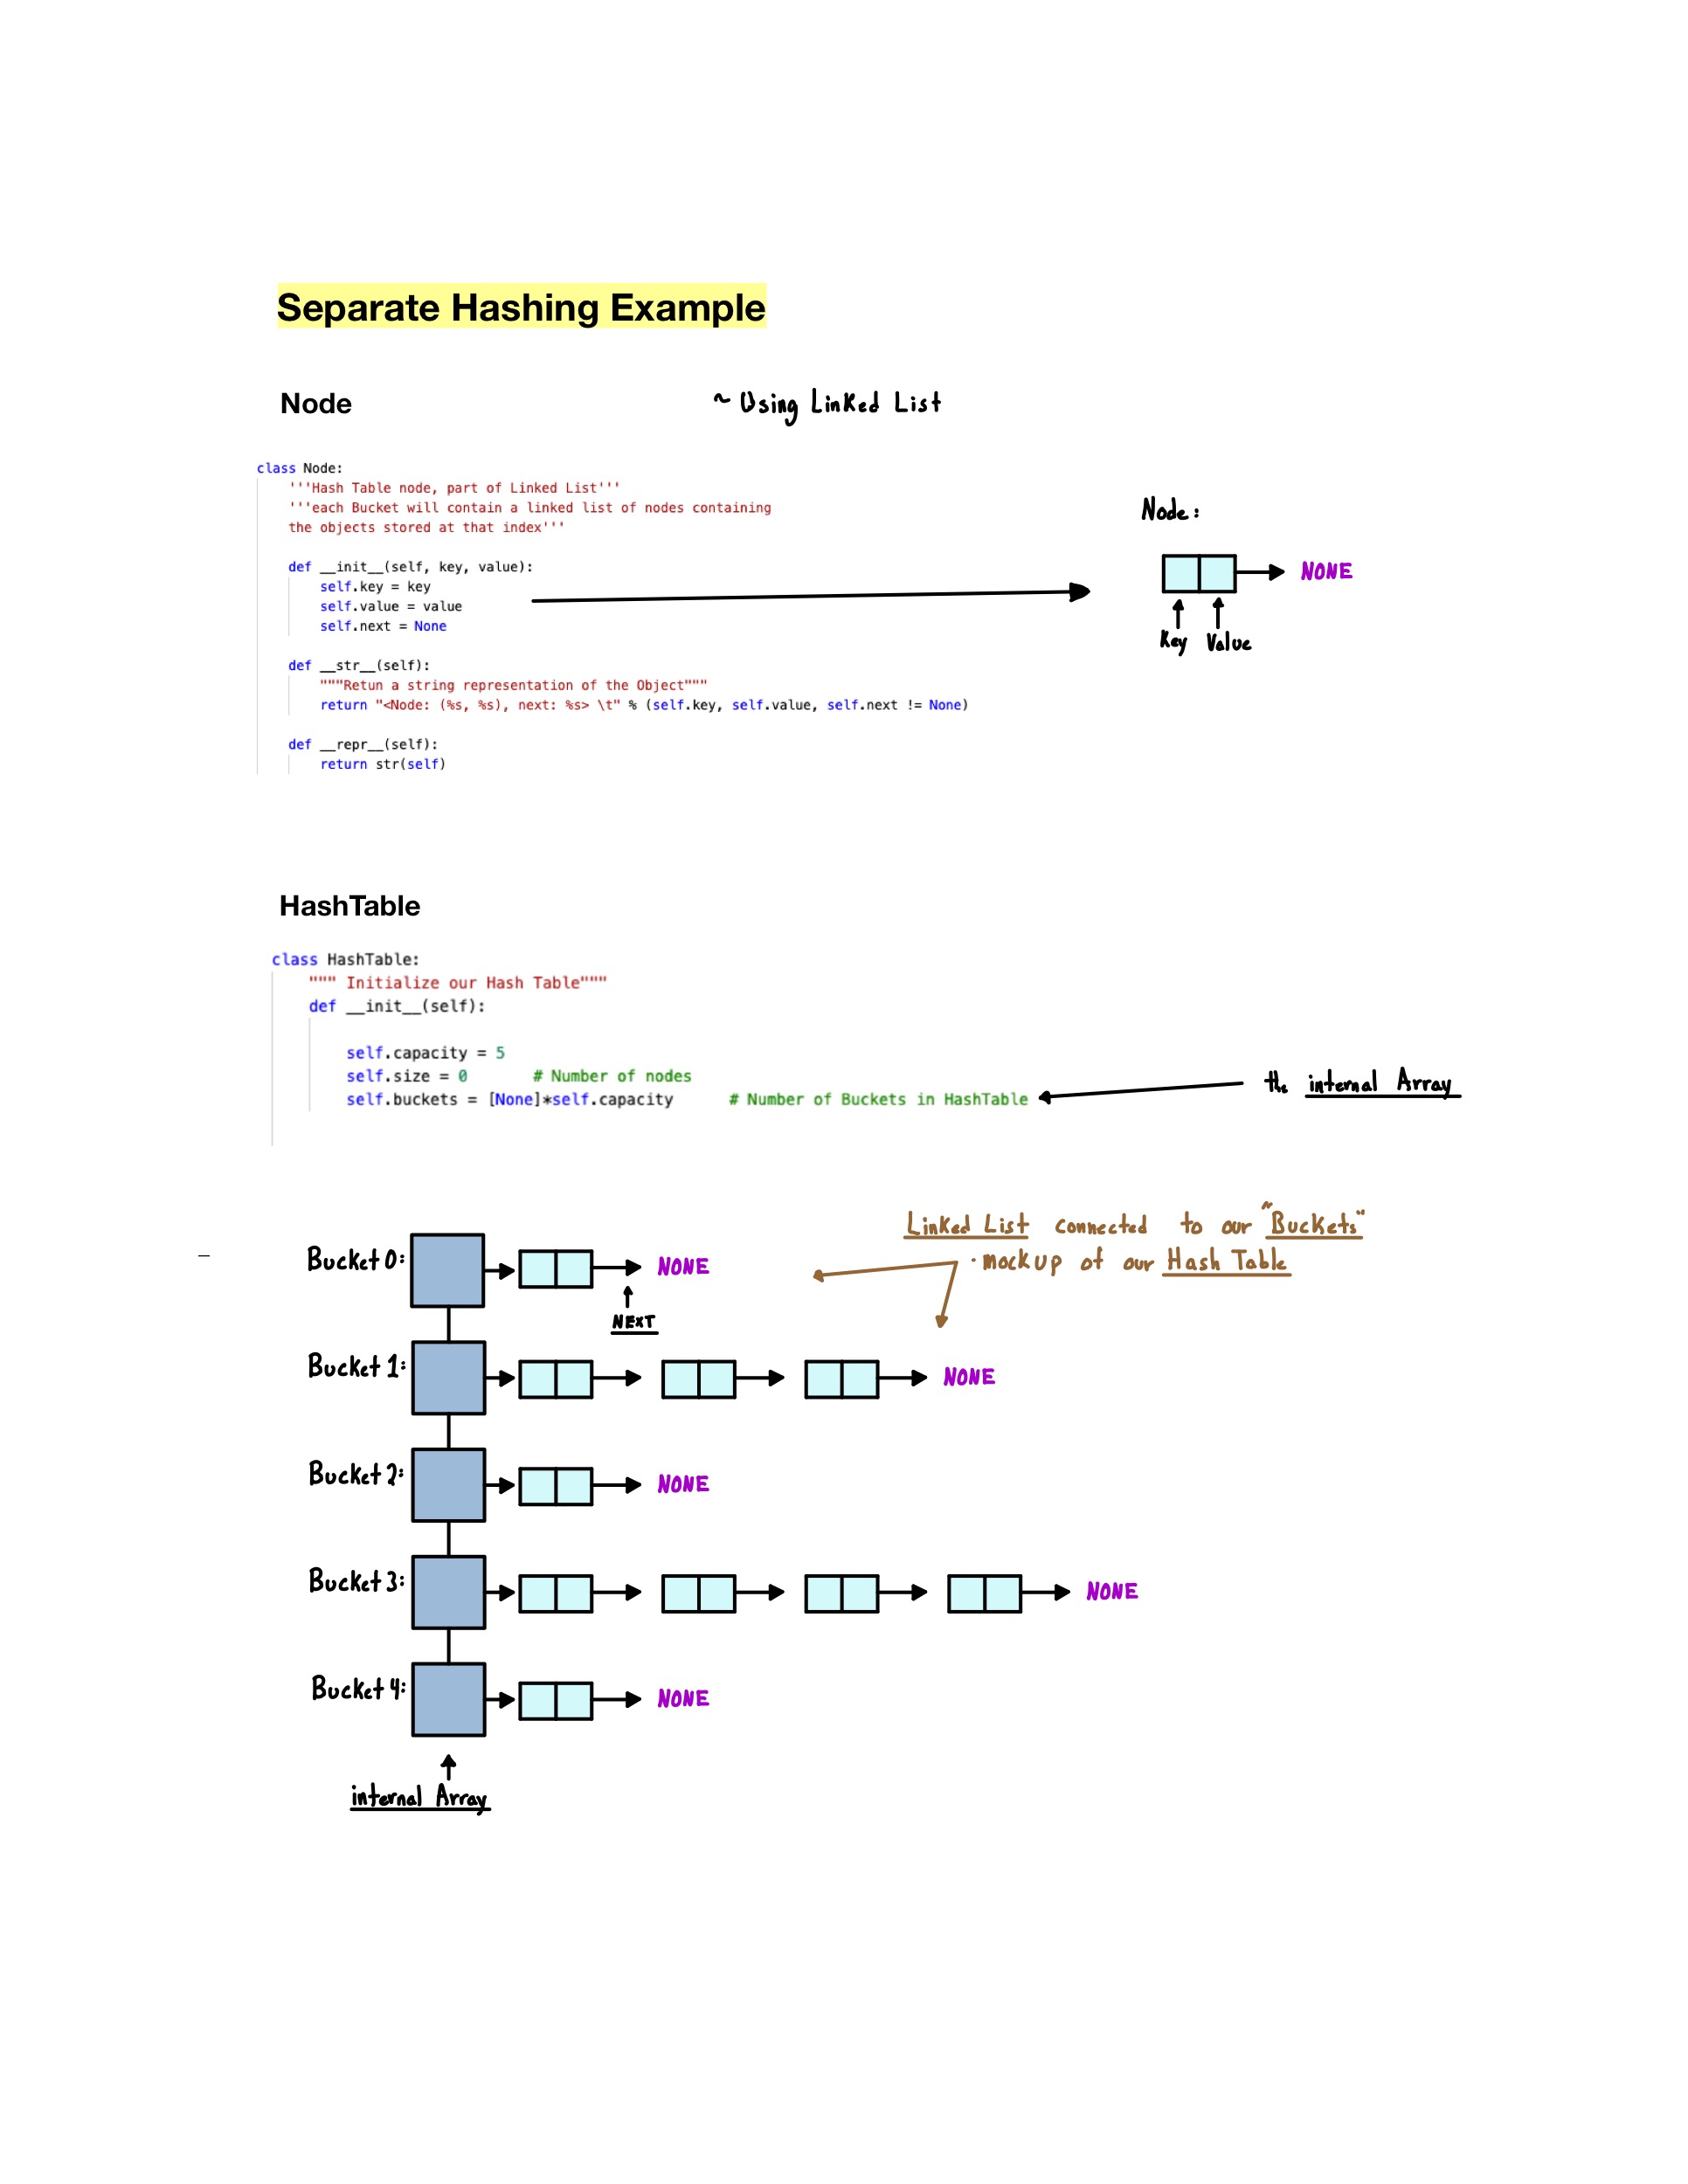 Separate Hashing Example
Node
~ Using Linked List
class Node:
'''Hash Table node, part of Linked List'''
'''each Bucket will contain a linked list of nodes containing
the objects stored at that index'''
def __init__(self, key, value):
self.key = key
self.value = value
self.next = None
Node:
NONE
Key Value
def __str__(self):
"""Retun a string representation of the Object"""
return "<Node: (%s, %s), next: %s> \t" % (self.key, self.value, self.next != None)
def __repr__(self):
return str(self)
HashTable
class HashTable:
""" Initialize our Hash Table"""
def __init__(self):
self.capacity = 5
self.size = 0 # Number of nodes
self.buckets = [None]*self.capacity # Number of Buckets in HashTable
the internal Array
Linked List connected to our "Buckets"
· mockup of our Hash Table
Bucket 0:
NONE
NEXT
Bucket 1:
NONE
Bucket 2:
NONE
Bucket 3:
NONE
Bucket 4:
NONE
internal Array